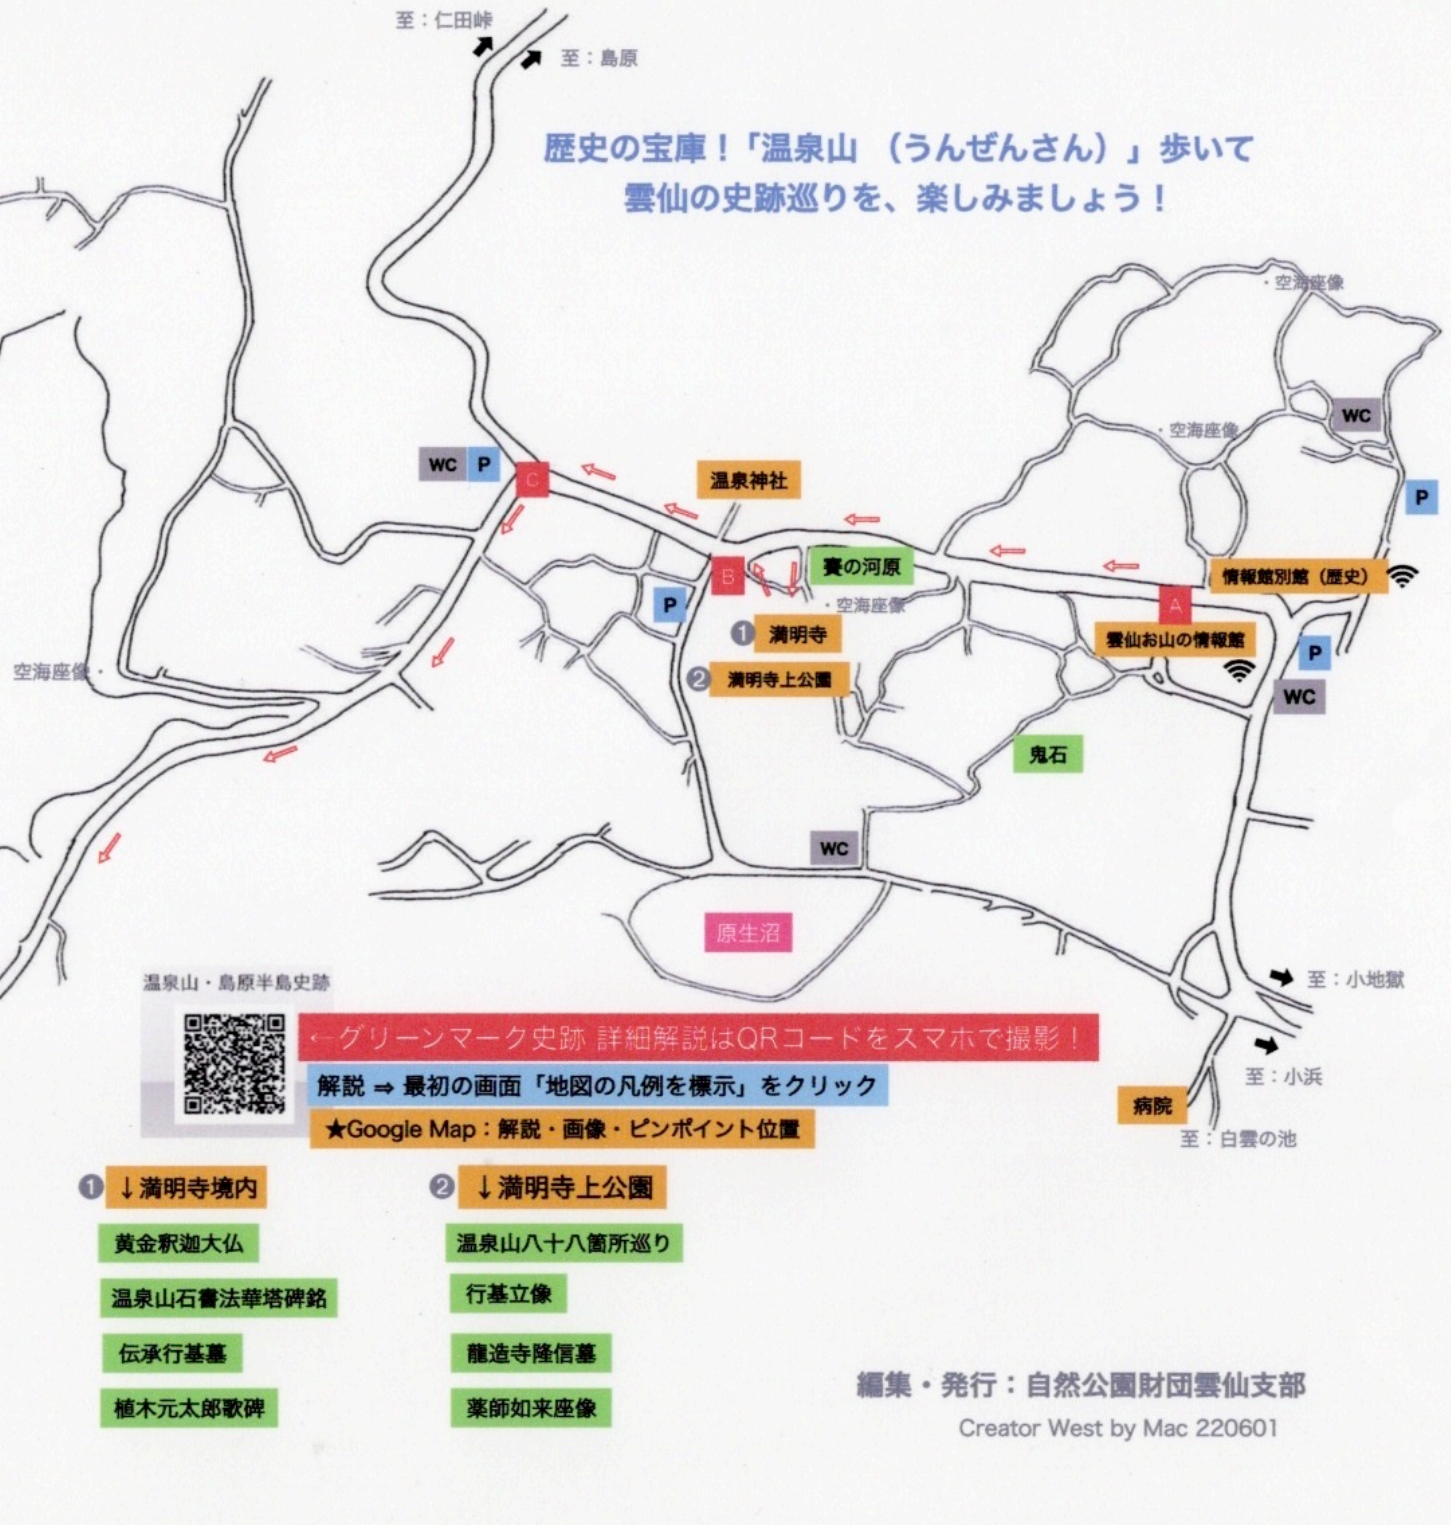 至：仁田峠
至：島原
歴史の宝庫！「温泉山 （うんぜんさん）」歩いて
雲仙の史跡巡りを、楽しみましょう！
・空海座像
WC
・空海座像
WC P
C
温泉神社
P
B
賽の河原
情報館別館（歴史）
P
・空海座像
A
❶ 満明寺
雲仙お山の情報館
P
空海座像・
❷ 満明寺上公園
WC
鬼石
WC
原生沼
温泉山・島原半島史跡
至：小地獄
←グリーンマーク史跡 詳細解説はQRコードをスマホで撮影！
解説 ⇒ 最初の画面「地図の凡例を標示」をクリック
至：小浜
★Google Map：解説・画像・ピンポイント位置
病院
至：白雲の池
❶ ↓満明寺境内
❷ ↓満明寺上公園
黄金釈迦大仏
温泉山八十八箇所巡り
温泉山石書法華塔碑銘
行基立像
伝承行基墓
龍造寺隆信墓
植木元太郎歌碑
薬師如来座像
編集・発行：自然公園財団雲仙支部
Creator West by Mac 220601